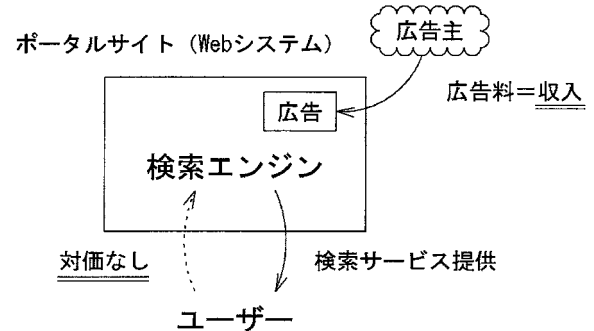 広告主
ポータルサイト（Webシステム）
広告料＝収入
広告
検索エンジン
対価なし
検索サービス提供
ユーザー